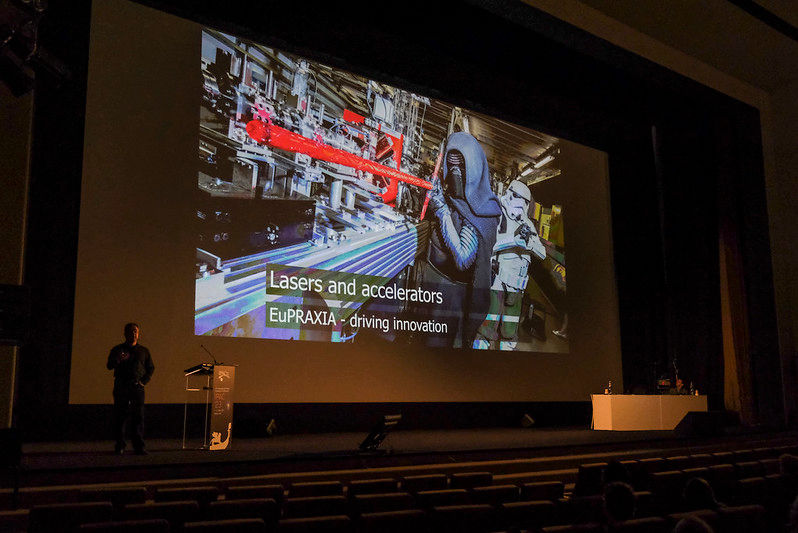 Lasers and accelerators
EuPRAXIA - driving innovation